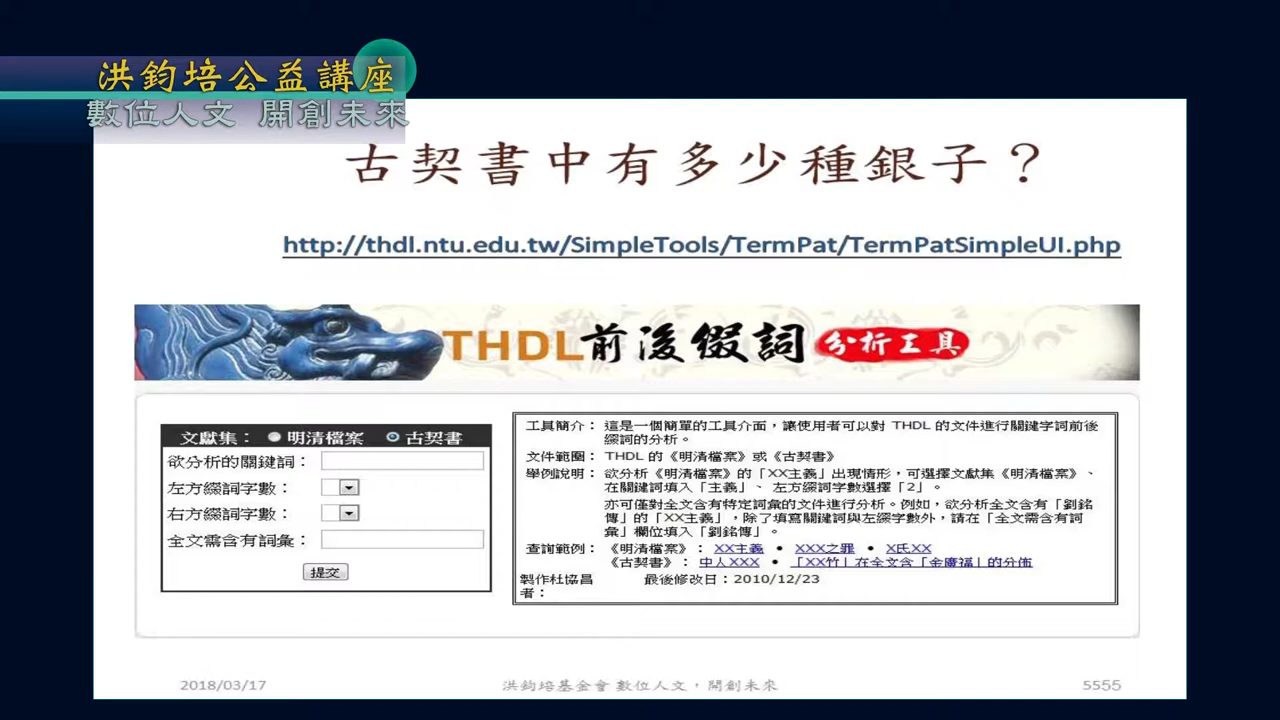 洪鈞培公益講座
數位人文 開創未來
古契書中有多少種銀子？
http://thdl.ntu.edu.tw/SimpleTools/TermPat/TermPatSimpleUI.php
THDL前後綴詞 分析工具
文獻集： 明清檔案 古契書
欲分析的關鍵詞：
左方綴詞字數：
右方綴詞字數：
全文需含有詞彙：
提交
工具簡介： 這是一個簡單的工具介面，讓使用者可以對 THDL 的文件進行關鍵字詞前後
綴詞的分析。
文件範圍： THDL 的《明清檔案》或《古契書》
舉例說明： 欲分析《明清檔案》的「XX主義」出現情形，可選擇文獻集《明清檔案》、
在關鍵詞填入「主義」、左方綴詞字數選擇「2」。
亦可僅對全文含有特定詞彙的文件進行分析。例如，欲分析全文含有「劉銘
傳」的「XX主義」，除了填寫關鍵詞與左綴字數外，請在「全文需含有詞
彙」欄位填入「劉銘傳」。
查詢範例： 《明清檔案》： XX主義 • XXX之罪 • X氏XX
《古契書》： 中人XXX • 「XX竹」在全文含「金廣福」的分佈
製作 杜協昌 最後修改日：2010/12/23
者：
2018/03/17 洪鈞培基金會 數位人文，開創未來 5555